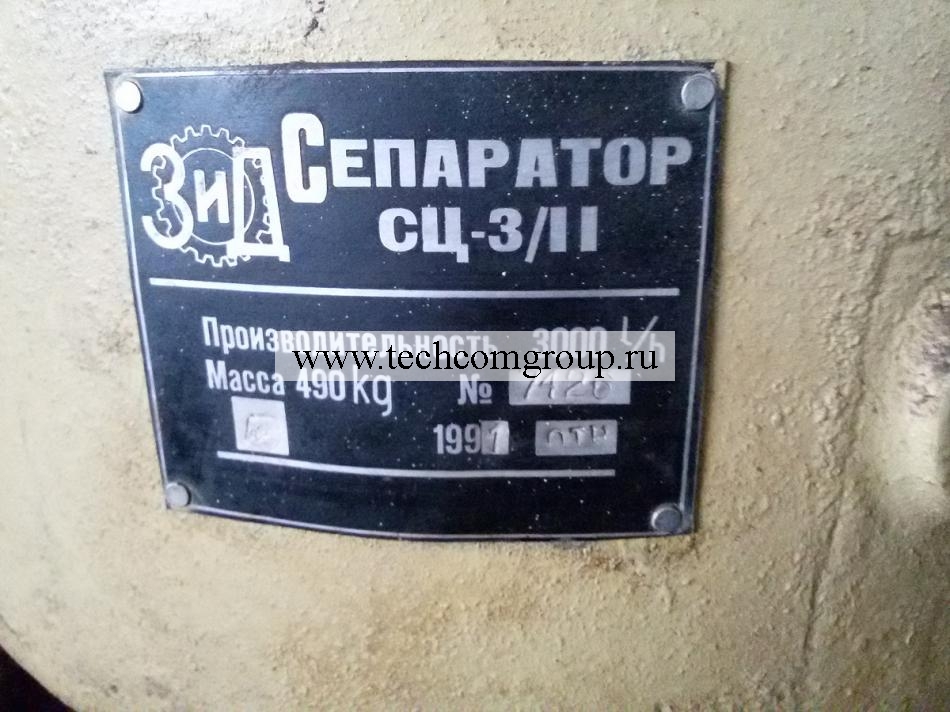 ЗиД
СЕПАРАТОР
СЦ-3/II
Производительность 3000 L/h
www.techcomgroup.ru
Масса 490 kg №
1991 ОТК